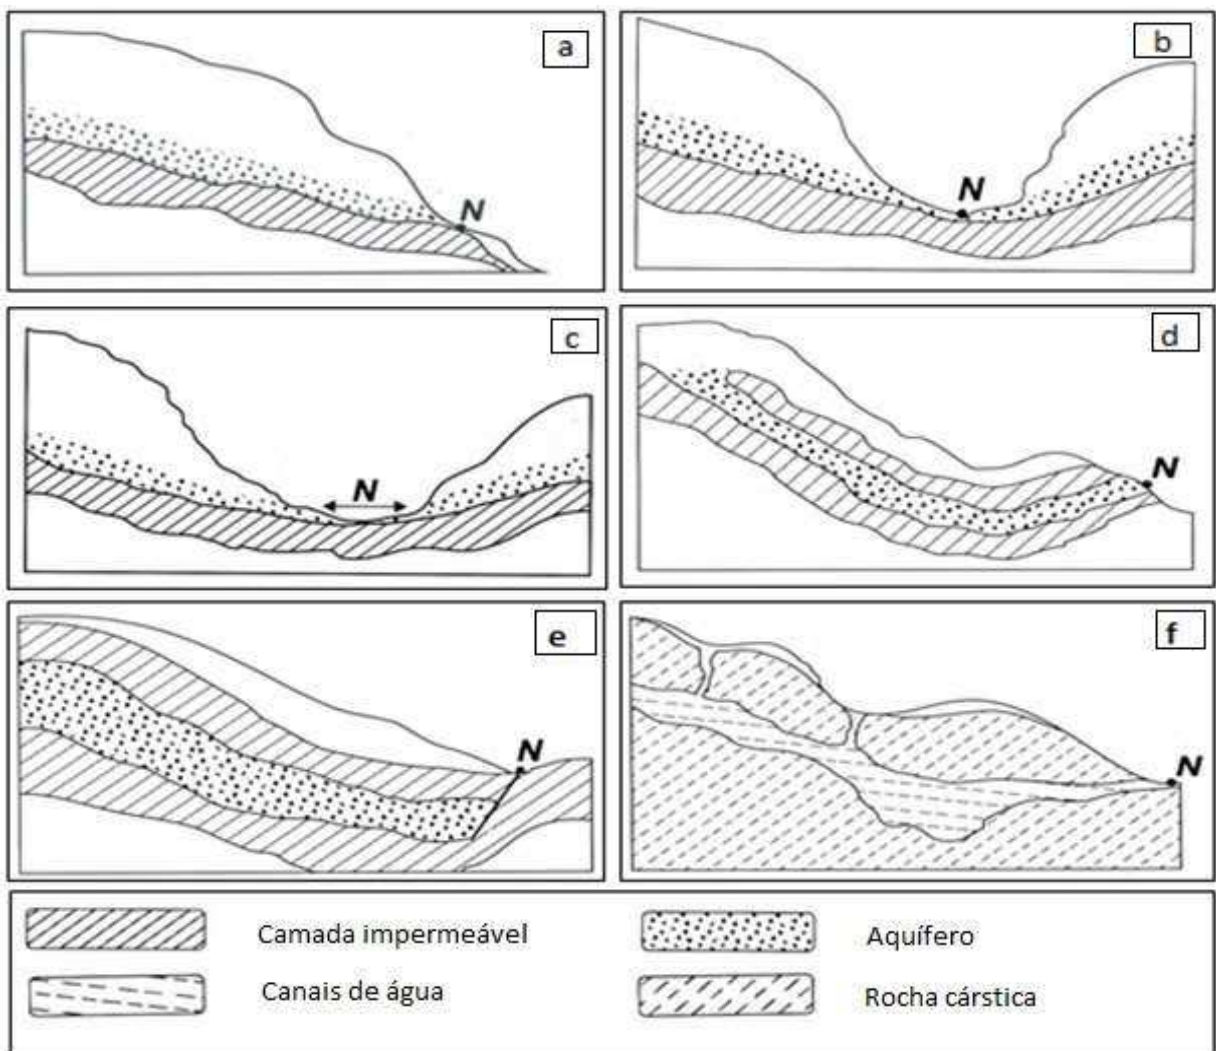 a
b
N
N
c
d
N
N
e
f
N
N
Camada impermeável
Aquífero
Canais de água
Rocha cárstica